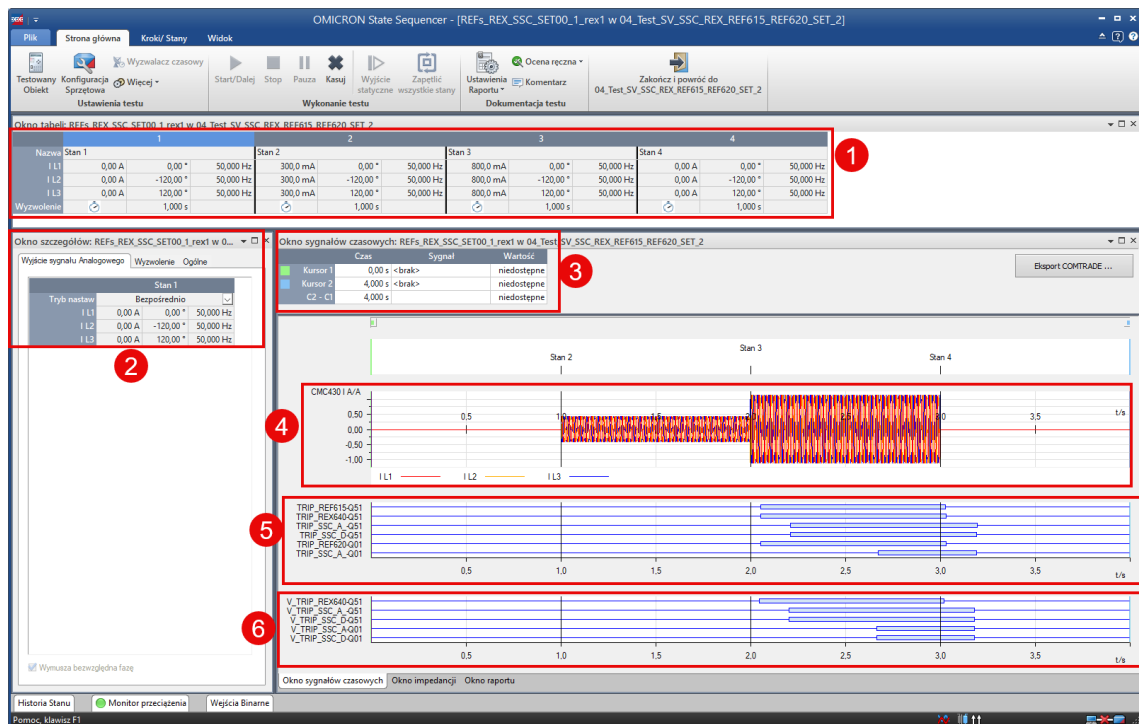 OMICRON State Sequencer - [REFs_REX_SSC_SET00_1_rex1 w 04_Test_SV_SSC_REX_REF615_REF620_SET_2]
Plik Strona główna Kroki/ Stany Widok
Testowany Obiekt
Konfiguracja Sprzętowa
Wyzwalacz czasowy
Więcej
Ustawienia testu
Start/Dalej Stop Pauza Kasuj
Wyjście statyczne
Zapętlić wszystkie stany
Wykonanie testu
Ustawienia Raportu
Ocena ręczna
Komentarz
Dokumentacja testu
Zakończ i powróć do
04_Test_SV_SSC_REX_REF615_REF620_SET_2
Okno tabeli: REFs_REX_SSC_SET00_1_rex1 w 04_Test_SV_SSC_REX_REF615_REF620_SET_2
1 2 3 4
Nazwa Stan 1 Stan 2 Stan 3 Stan 4
I L1 0,00 A 0,00 ° 50,000 Hz 300,0 mA 0,00 ° 50,000 Hz 800,0 mA 0,00 ° 50,000 Hz 0,00 A 0,00 ° 50,000 Hz
I L2 0,00 A -120,00 ° 50,000 Hz 300,0 mA -120,00 ° 50,000 Hz 800,0 mA -120,00 ° 50,000 Hz 0,00 A -120,00 ° 50,000 Hz
I L3 0,00 A 120,00 ° 50,000 Hz 300,0 mA 120,00 ° 50,000 Hz 800,0 mA 120,00 ° 50,000 Hz 0,00 A 120,00 ° 50,000 Hz
Wyzwolenie 1,000 s 1,000 s 1,000 s 1,000 s
1
Okno szczegółów: REFs_REX_SSC_SET00_1_rex1 w 0...
Wyjście sygnału Analogowego Wyzwolenie Ogólne
Stan 1
Tryb nastaw Bezpośrednio
I L1 0,00 A 0,00 ° 50,000 Hz
I L2 0,00 A -120,00 ° 50,000 Hz
I L3 0,00 A 120,00 ° 50,000 Hz
2
Wymusza bezwzględna fazę
Okno sygnałów czasowych: REFs_REX_SSC_SET00_1_rex1 w 04_Test_SV_SSC_REX_REF615_REF620_SET_2
Czas Sygnał Wartość
Kursor 1 0,00 s <brak> niedostępne
Kursor 2 4,000 s <brak> niedostępne
C2 - C1 4,000 s niedostępne
3
Eksport COMTRADE ...
Stan 2 Stan 3 Stan 4
CMC430 I A/A
0.50
0.00
-0.50
-1,00
0,5 1,0 1,5 2,0 2,5 3,0 3,5 t/s
I L1 I L2 I L3
4
TRIP_REF615-Q51
TRIP_REX640-Q51
TRIP_SSC_A_-Q51
TRIP_SSC_D-Q51
TRIP_REF620-Q01
TRIP_SSC_A_-Q01
0,5 1,0 1,5 2,0 2,5 3,0 3,5 t/s
5
V_TRIP_REX640-Q51
V_TRIP_SSC_A_-Q51
V_TRIP_SSC_D-Q51
V_TRIP_SSC_A-Q01
V_TRIP_SSC_D-Q01
0,5 1,0 1,5 2,0 2,5 3,0 3,5 t/s
6
Okno sygnałów czasowych Okno impedancji Okno raportu
Historia Stanu Monitor przeciążenia Wejścia Binarne
Pomoc, klawisz F1